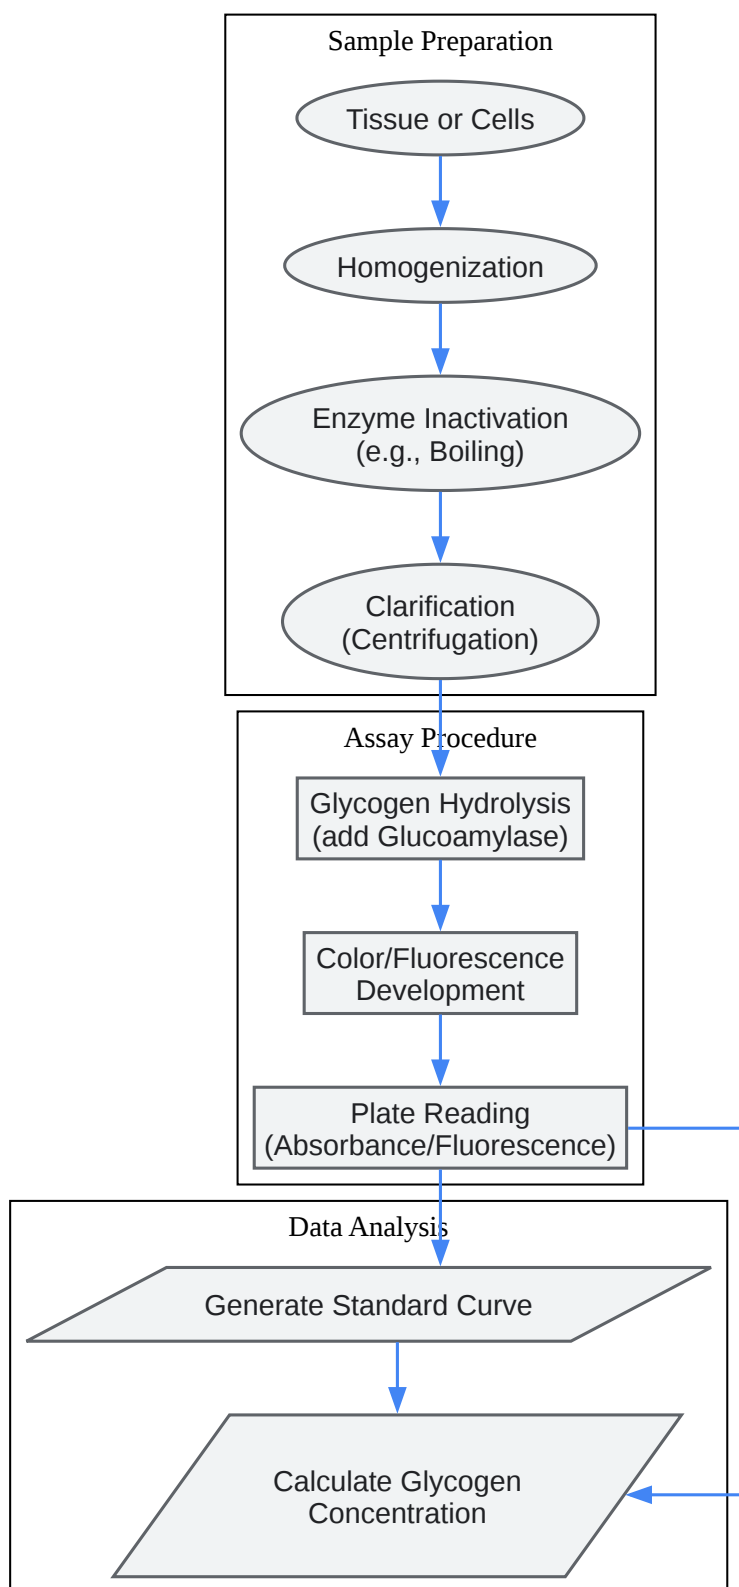 Sample Preparation
Tissue or Cells
Homogenization
Enzyme Inactivation
(e.g., Boiling)
Clarification
(Centrifugation)
Assay Procedure
Glycogen Hydrolysis
(add Glucoamylase)
Color/Fluorescence
Development
Plate Reading
(Absorbance/Fluorescence)
Data Analysis
Generate Standard Curve
Calculate Glycogen
Concentration